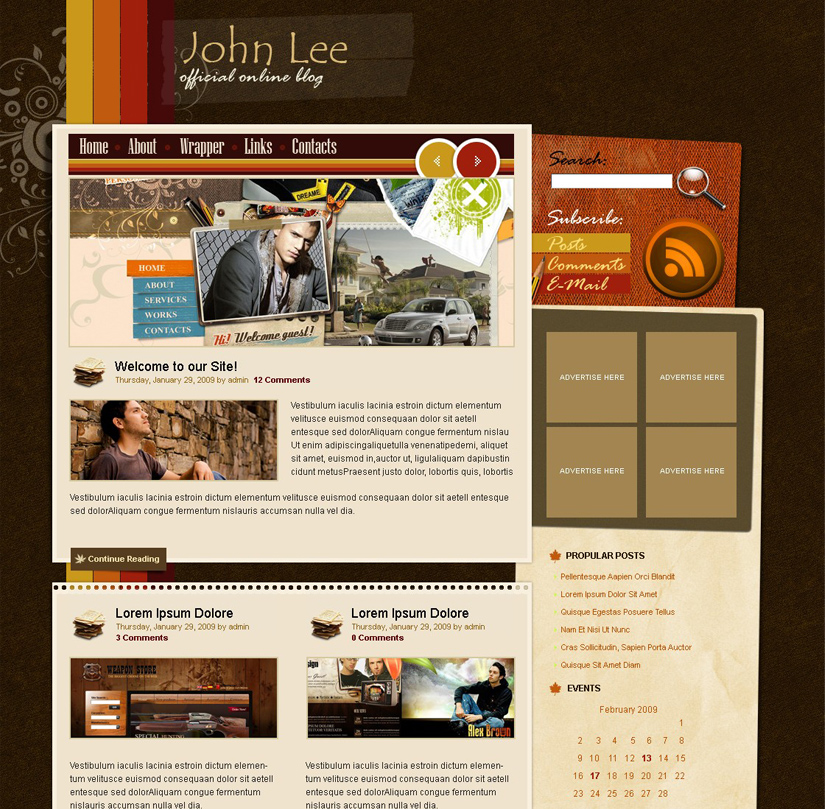 John Lee
official online blog
Home • About • Wrapper • Links • Contacts
DREAME
HOME
ABOUT
SERVICES
WORKS
CONTACTS
Hi! Welcome guest!
Search:
Subscribe:
Posts
Comments
E-Mail
Welcome to our Site!
Thursday, January 29, 2009 by admin 12 Comments
Vestibulum iaculis lacinia estroin dictum elementum
velitusce euismod consequaan dolor sit aetell
entesque sed dolorAliquam congue fermentum nislau
Ut enim adipiscingaliquetulla venenatipedemi, aliquet
sit amet, euismod in,auctor ut, ligulaliquam dapibustin
cidunt metusPraesent justo dolor, lobortis quis, lobortis
Vestibulum iaculis lacinia estroin dictum elementum velitusce euismod consequaan dolor sit aetell entesque
sed dolorAliquam congue fermentum nislauris accumsan nulla vel dia.
Continue Reading
ADVERTISE HERE ADVERTISE HERE
ADVERTISE HERE ADVERTISE HERE
PROPULAR POSTS
Pellentesque Aapien Orci Blandit
Lorem Ipsum Dolor Sit Amet
Quisque Egestas Posuere Tellus
Nam Et Nisi Ut Nunc
Cras Sollicitudin, Sapien Porta Auctor
Quisque Sit Amet Diam
EVENTS
February 2009
1
2 3 4 5 6 7 8
9 10 11 12 13 14 15
16 17 18 19 20 21 22
23 24 25 26 27 28
Lorem Ipsum Dolore
Thursday, January 29, 2009 by admin
3 Comments
WEAPON STORE
SPECIAL HUNTING
Vestibulum iaculis lacinia estroin dictum elemen-
tum velitusce euismod consequaan dolor sit aetell
entesque sed dolorAliquam congue fermentum
nislauris accumsan nulla vel dia.
Lorem Ipsum Dolore
Thursday, January 29, 2009 by admin
0 Comments
Alex Brown
Vestibulum iaculis lacinia estroin dictum elemen-
tum velitusce euismod consequaan dolor sit aetell
entesque sed dolorAliquam congue fermentum
nislauris accumsan nulla vel dia.